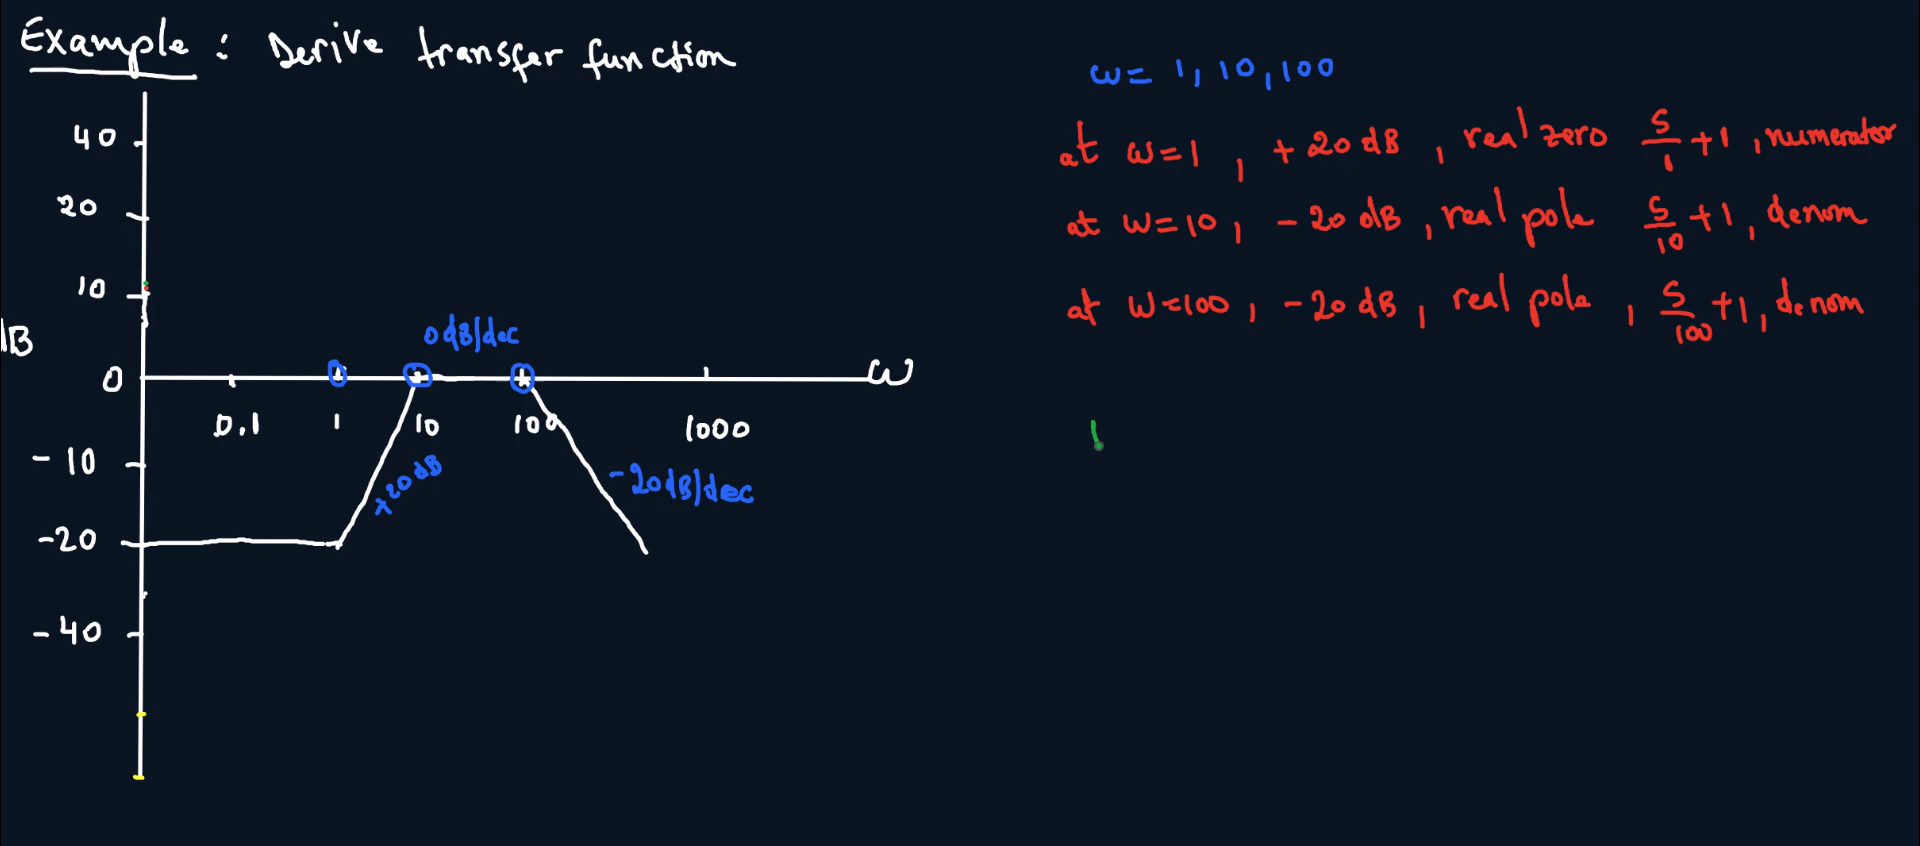 Example : Derive transfer function
ω = 1, 10, 100
at ω=1 , +20 dB , real zero s/1 +1 , numerator
at ω=10 , -20 dB , real pole s/10 +1 , denom
at ω=100 , -20 dB , real pole , s/100 +1 , denom
40
20
10
0 dB/dec
dB
0
ω
0.1 1 10 100 1000
-10
+20 dB
-20 dB/dec
-20
-40